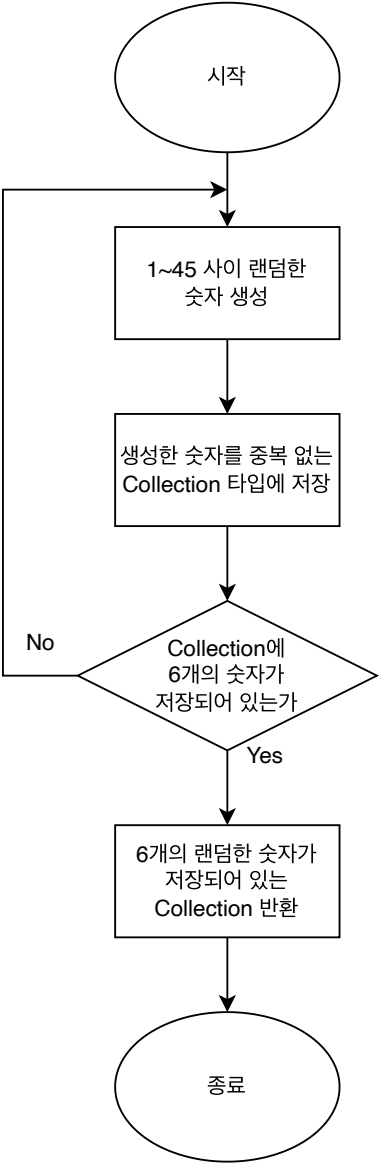 시작
1~45 사이 랜덤한
숫자 생성
생성한 숫자를 중복 없는
Collection 타입에 저장
No
Collection에
6개의 숫자가
저장되어 있는가
Yes
6개의 랜덤한 숫자가
저장되어 있는
Collection 반환
종료